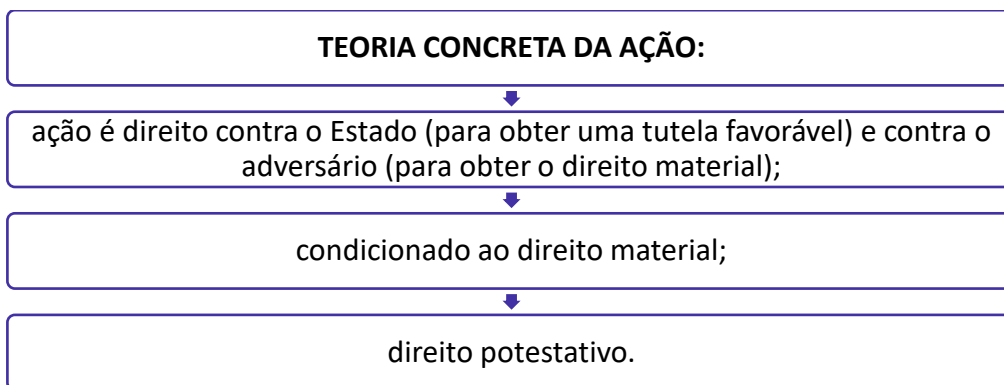 TEORIA CONCRETA DA AÇÃO:
ação é direito contra o Estado (para obter uma tutela favorável) e contra o
adversário (para obter o direito material);
condicionado ao direito material;
direito potestativo.